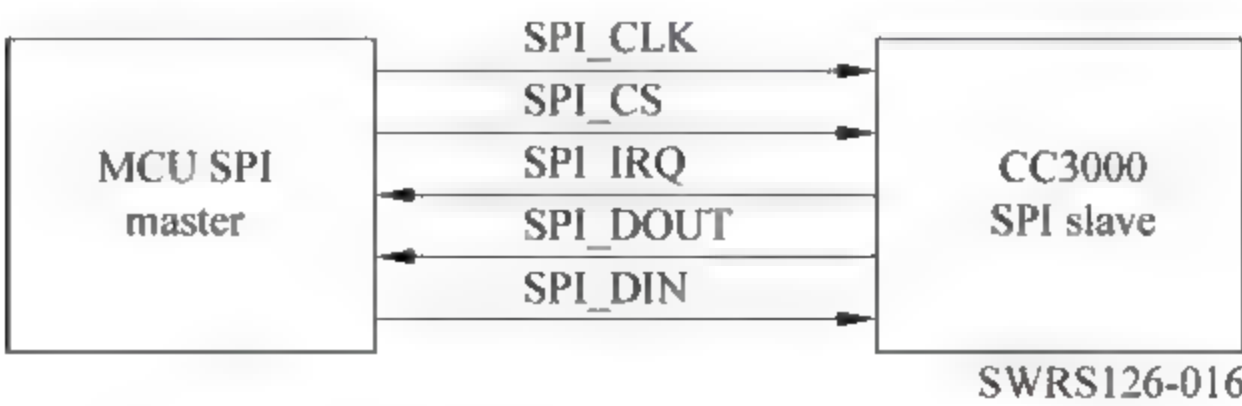 SPI_CLK
SPI_CS
MCU SPI
master
SPI_IRQ
SPI_DOUT
SPI_DIN
CC3000
SPI slave
SWRS126-016